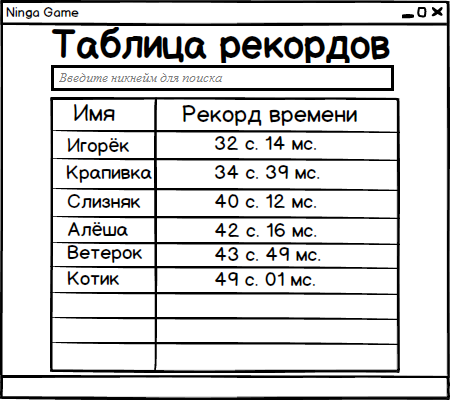 Ninga Game
Таблица рекордов
Введите никнейм для поиска
Имя Рекорд времени
Игорёк 32 с. 14 мс.
Крапивка 34 с. 39 мс.
Слизняк 40 с. 12 мс.
Алёша 42 с. 16 мс.
Ветерок 43 с. 49 мс.
Котик 49 с. 01 мс.